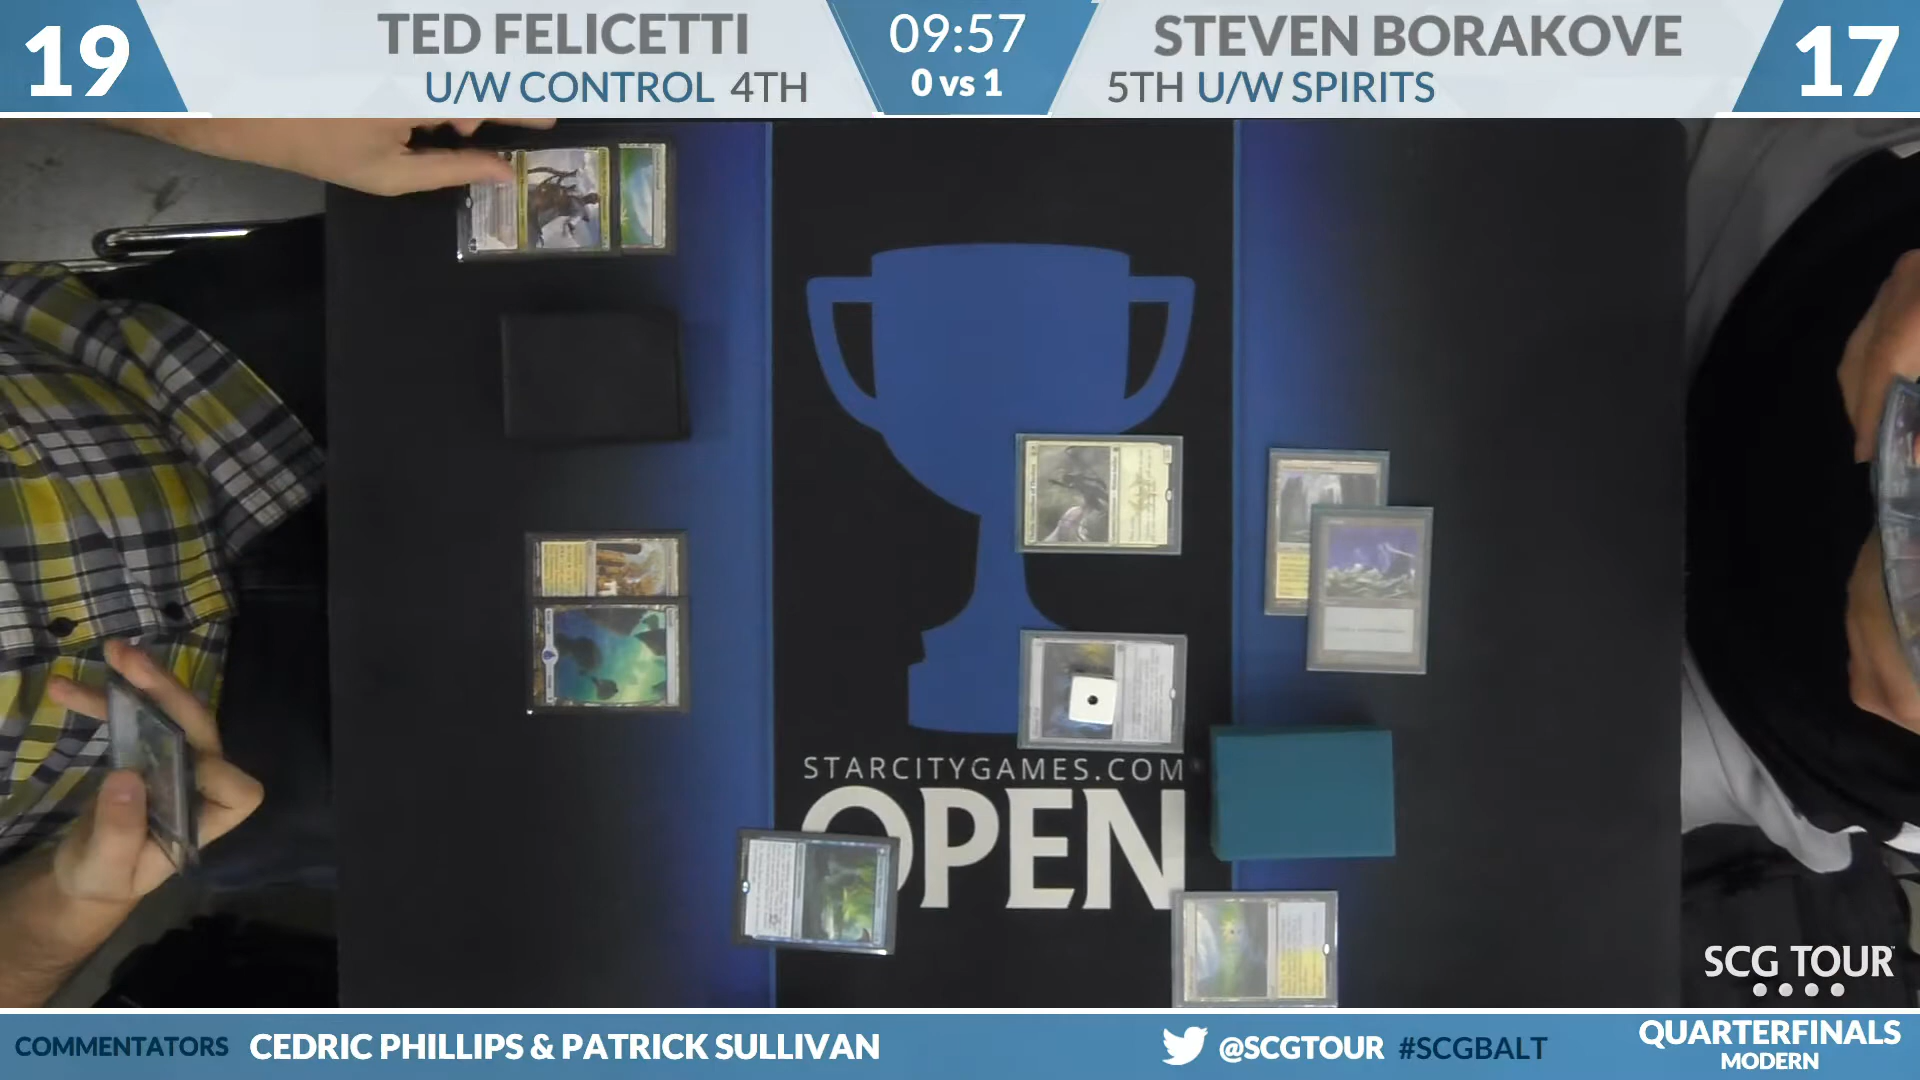 19
TED FELICETTI
U/W CONTROL 4TH
09:57
0 vs 1
STEVEN BORAKOVE
5TH U/W SPIRITS
17
STARCITYGAMES.COM
OPEN
SCG TOUR
COMMENTATORS CEDRIC PHILLIPS & PATRICK SULLIVAN
@SCGTOUR #SCGBALT
QUARTERFINALS
MODERN